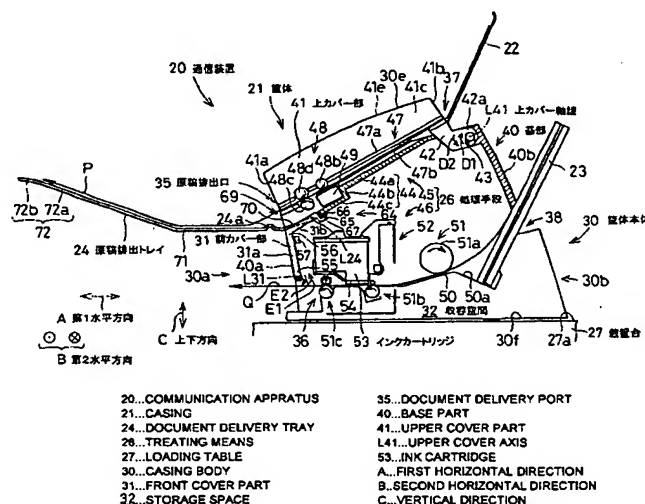 22
20 通信装置
21 筐体
41e 30e 41c 41b 37
41 上カバー部
42a
L41 上カバー軸線
48
47
40 基部
41a
48d 48b 49
47a
42
D2 D1
43
40b
23
35 原稿排出口
48c
47b
44a
44b 44 45
44c
26 処理手段
P
69
24a 70
66
64
46
38
30 筐体本体
72b 72a
72
31 前カバー部
31b 65 67
52
51
51a
24 原稿排出トレイ
71
31a
57 56 L24
55
30a
40a
L31
30b
Q E2
E1
54
51b
50 50a
A 第1水平方向
C 上下方向
B 第2水平方向
36 51c 53 インクカートリッジ
32 収容空間
30f 27a
27 載置台
20...COMMUNICATION APPRATUS
21...CASING
24...DOCUMENT DELIVERY TRAY
26...TREATING MEANS
27...LOADING TABLE
30...CASING BODY
31...FRONT COVER PART
32...STORAGE SPACE
35...DOCUMENT DELIVERY PORT
40...BASE PART
41...UPPER COVER PART
L41...UPPER COVER AXIS
53...INK CARTRIDGE
A...FIRST HORIZONTAL DIRECTION
B...SECOND HORIZONTAL DIRECTION
C...VERTICAL DIRECTION